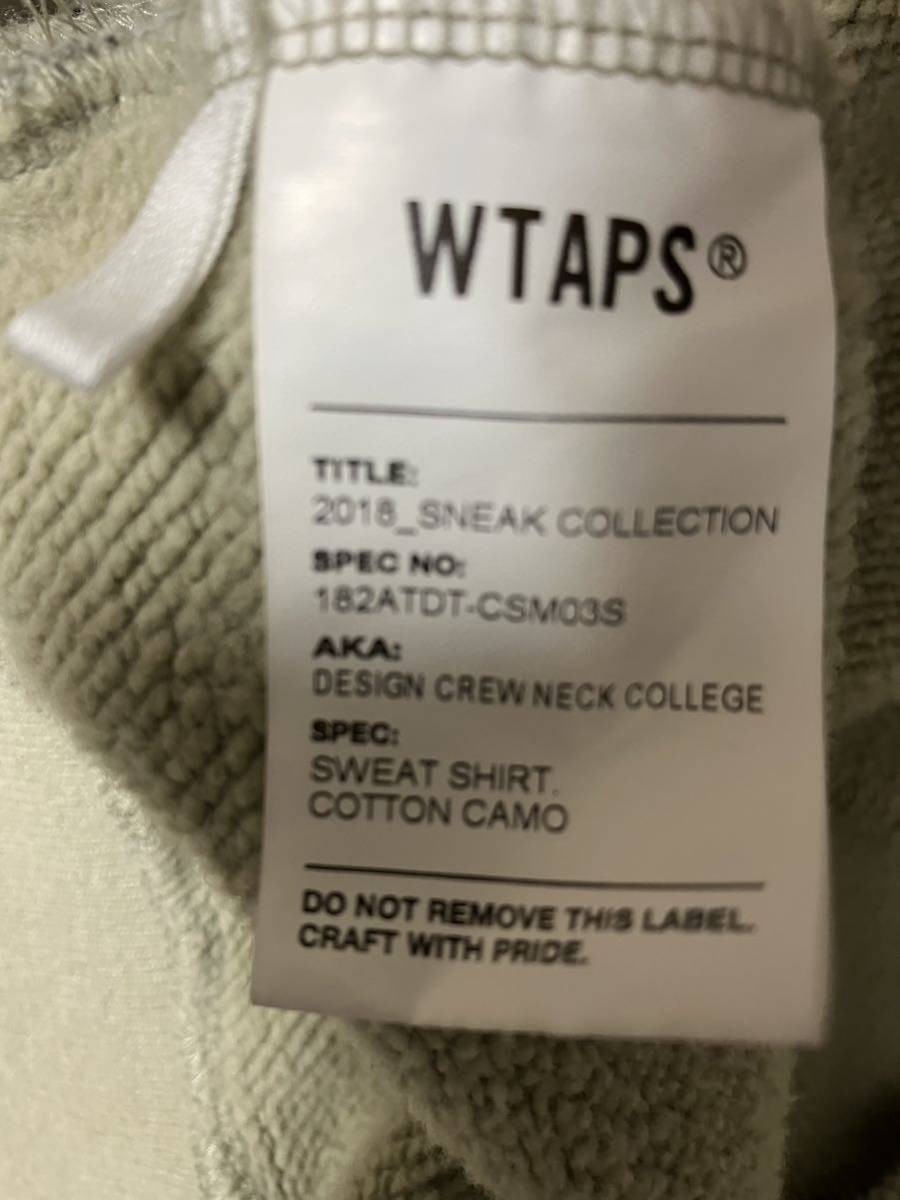 WTAPS®
TITLE:
2018_SNEAK COLLECTION
SPEC NO:
182ATDT-CSM03S
AKA:
DESIGN CREW NECK COLLEGE
SPEC:
SWEAT SHIRT.
COTTON CAMO
DO NOT REMOVE THIS LABEL.
CRAFT WITH PRIDE.